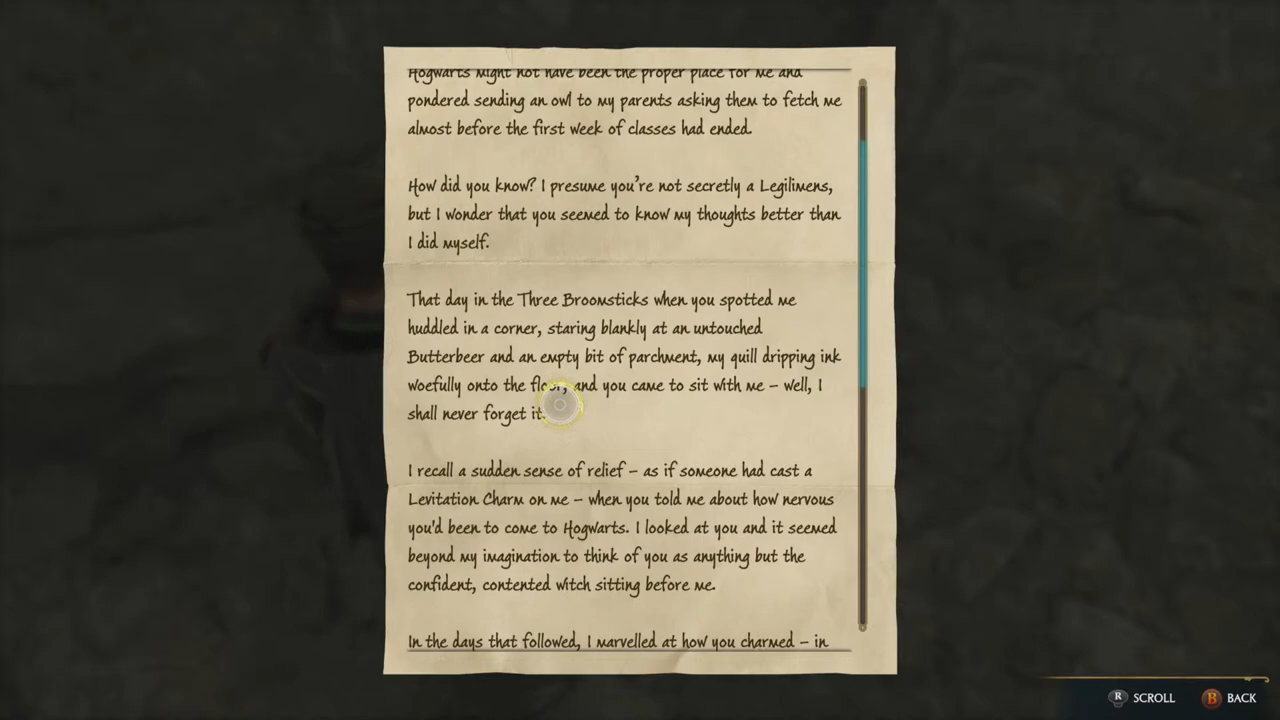 Hogwarts might not have been the proper place for me and
pondered sending an owl to my parents asking them to fetch me
almost before the first week of classes had ended.
How did you know? I presume you're not secretly a Legilimens,
but I wonder that you seemed to know my thoughts better than
I did myself.
That day in the Three Broomsticks when you spotted me
huddled in a corner, staring blankly at an untouched
Butterbeer and an empty bit of parchment, my quill dripping ink
woefully onto the floor, and you came to sit with me – well, I
shall never forget it.
I recall a sudden sense of relief – as if someone had cast a
Levitation Charm on me – when you told me about how nervous
you'd been to come to Hogwarts. I looked at you and it seemed
beyond my imagination to think of you as anything but the
confident, contented witch sitting before me.
In the days that followed, I marvelled at how you charmed – in
R SCROLL B BACK